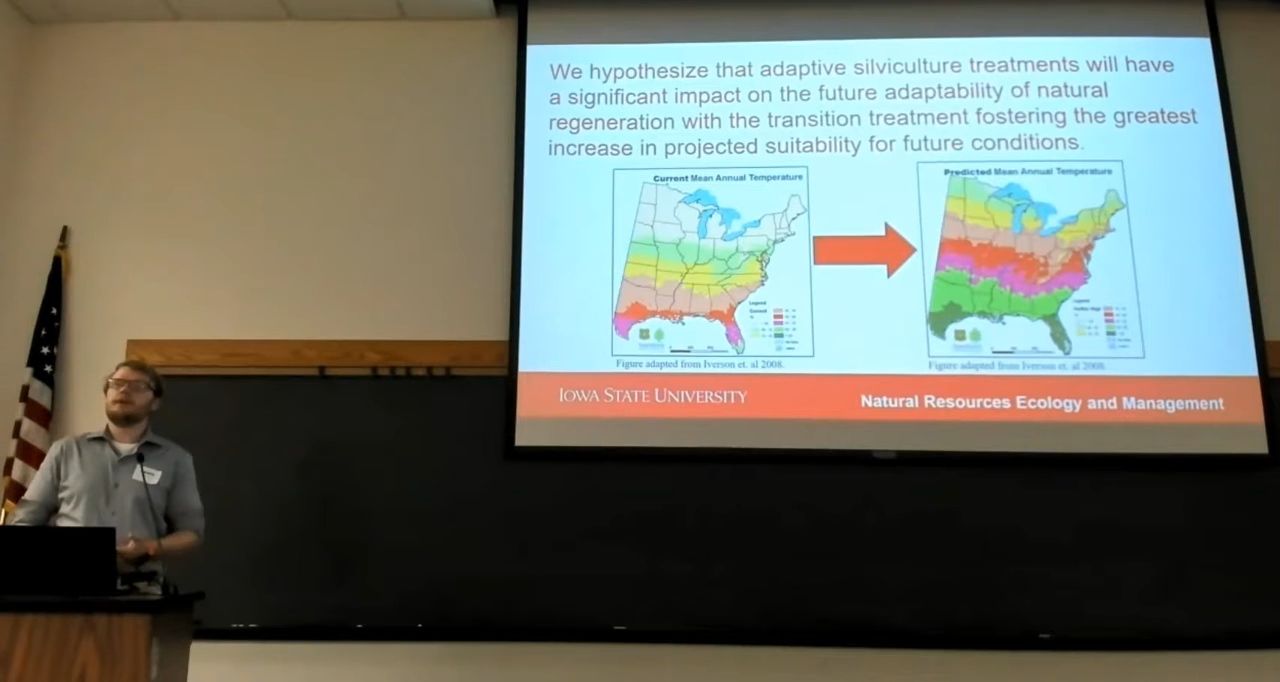 We hypothesize that adaptive silviculture treatments will have
a significant impact on the future adaptability of natural
regeneration with the transition treatment fostering the greatest
increase in projected suitability for future conditions.
Current Mean Annual Temperature
Predicted Mean Annual Temperature
Legend
Current
Legend
Figure adapted from Iverson et. al 2008.
Figure adapted from Iverson et. al 2008.
IOWA STATE UNIVERSITY
Natural Resources Ecology and Management